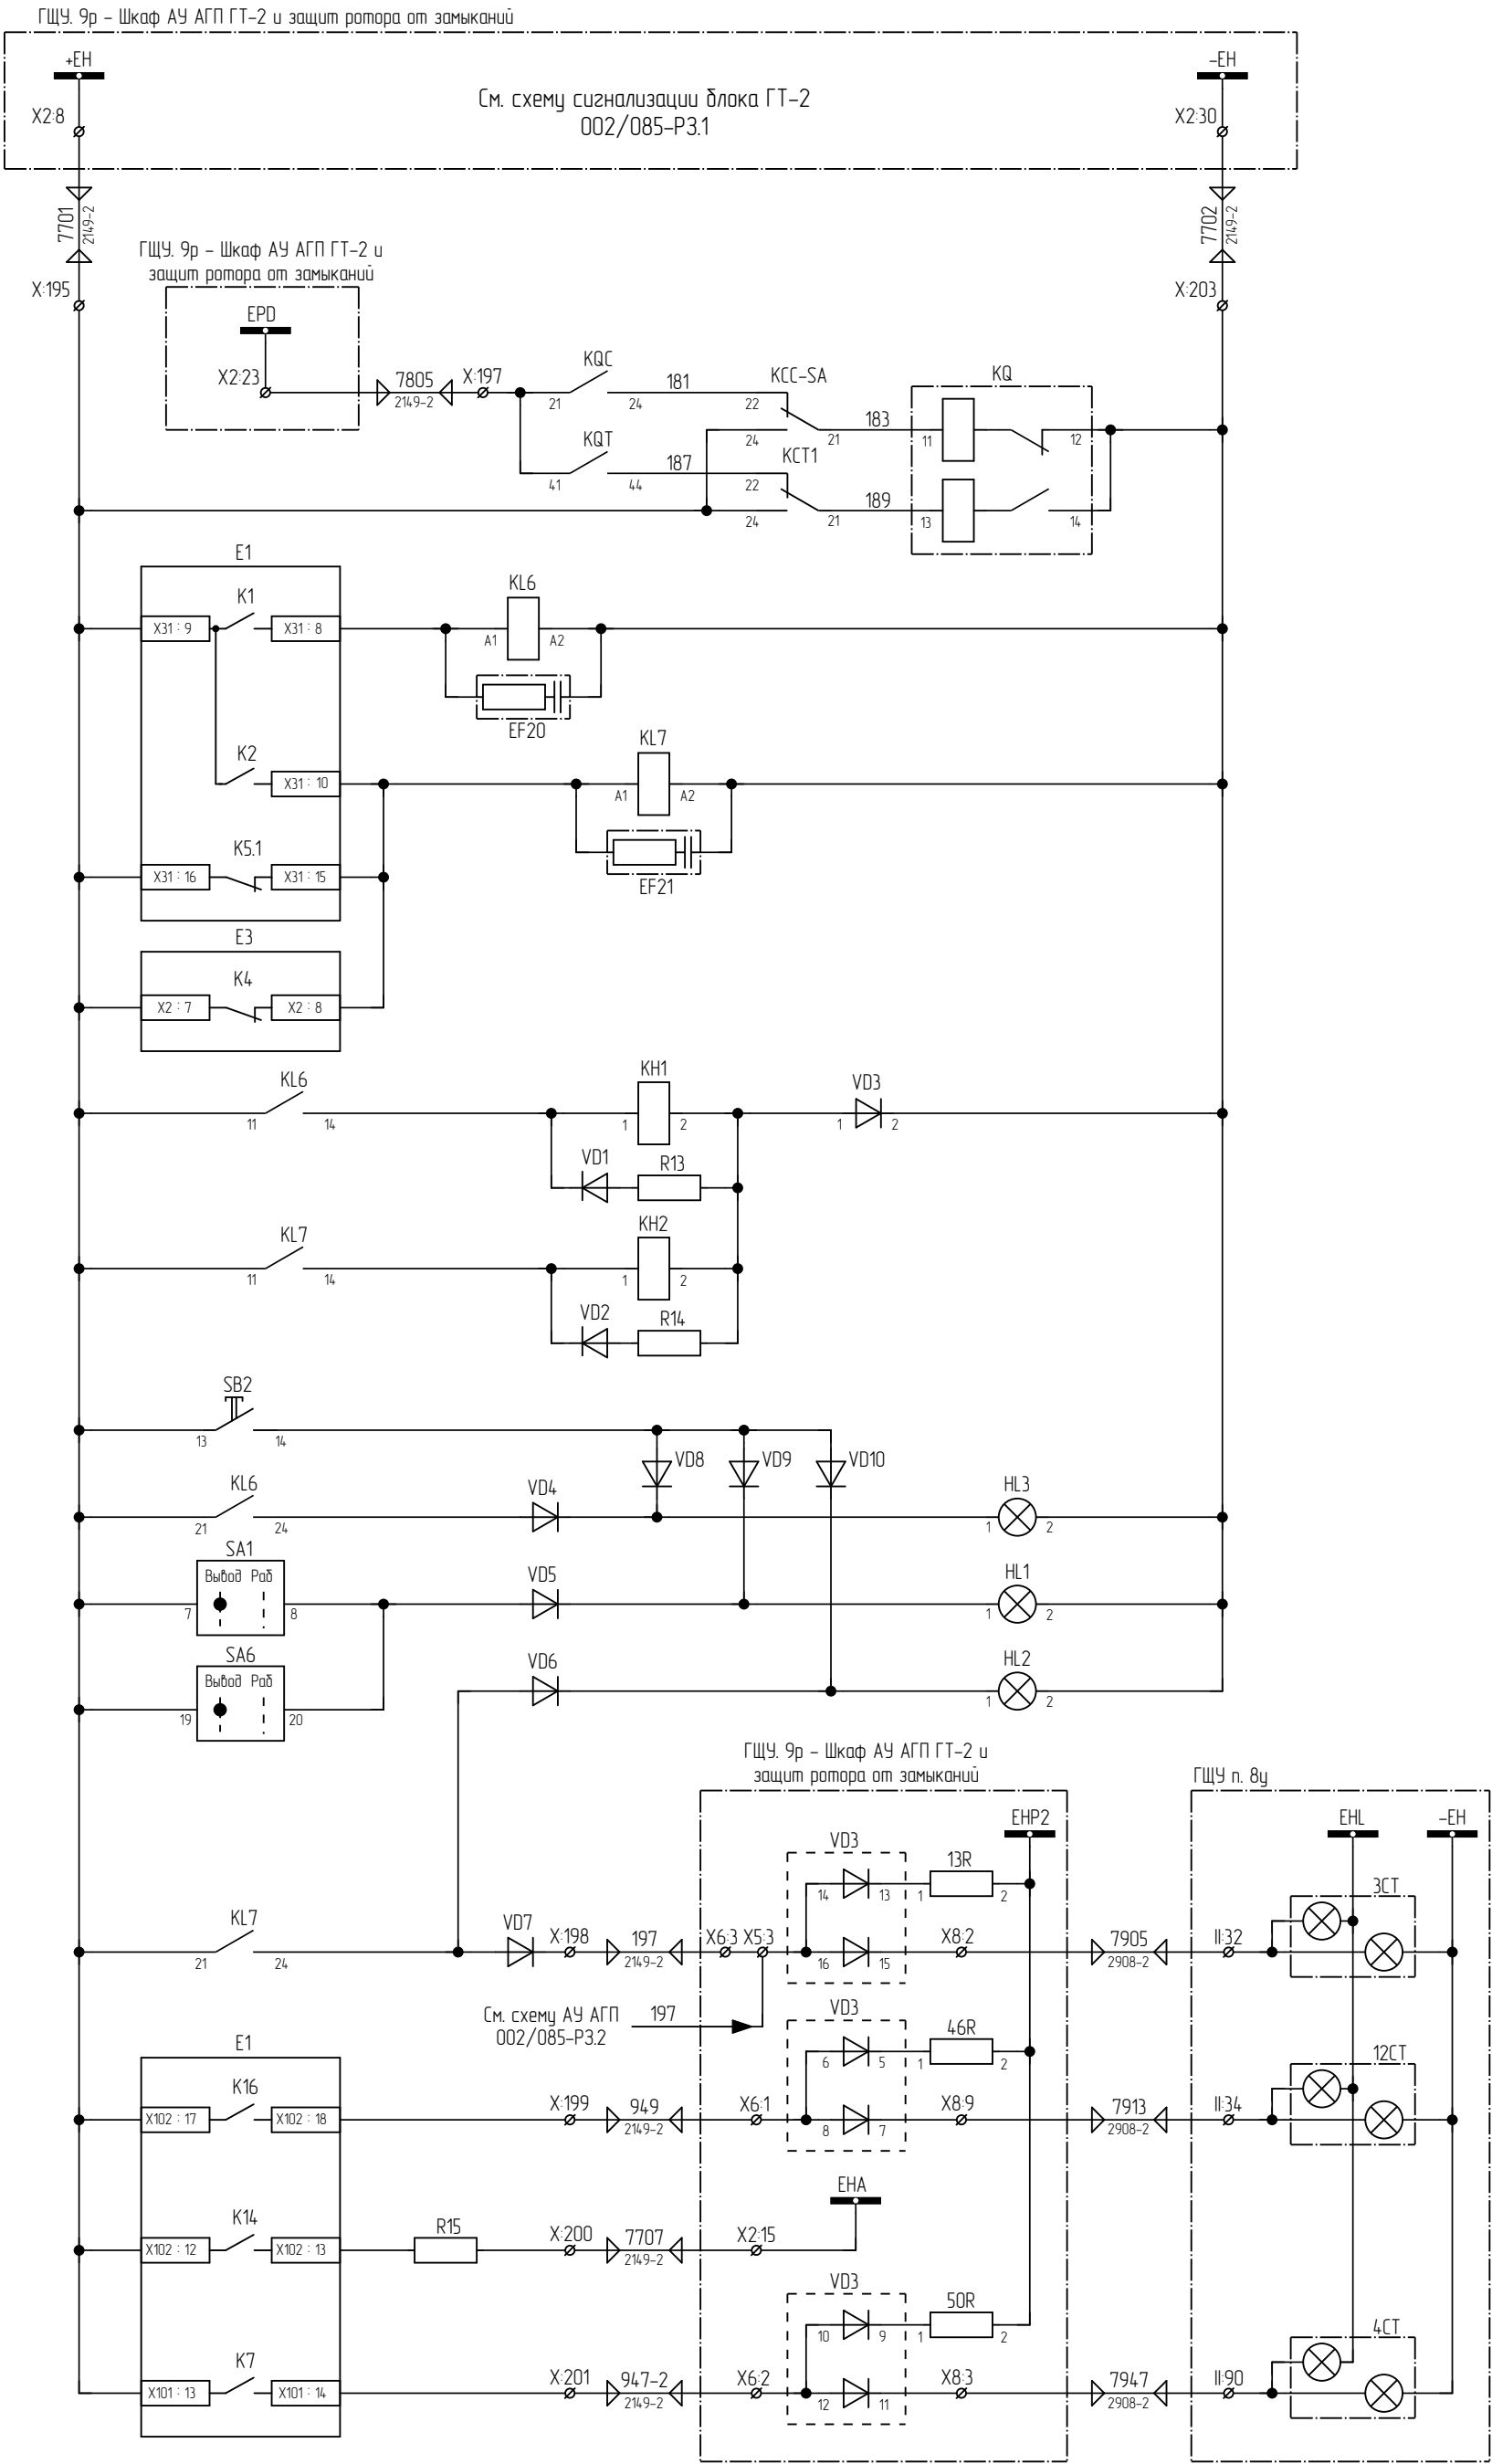 ГЩУ. 9р – Шкаф АУ АГП ГТ-2 и защит ротора от замыканий
+EH
–EH
См. схему сигнализации блока ГТ-2
002/085-РЗ.1
X2:8
X2:30
7701
2149-2
7702
2149-2
ГЩУ. 9р – Шкаф АУ АГП ГТ-2 и
защит ротора от замыканий
X:195
X:203
EPD
X2:23
7805
2149-2
X:197
KQC
21
24
181
KCC-SA
22
24
21
183
KQ
11
12
KQT
41
44
187
KCT1
22
24
21
189
13
14
E1
K1
X31 : 9
X31 : 8
KL6
A1
A2
EF20
K2
X31 : 10
KL7
A1
A2
EF21
K5.1
X31 : 16
X31 : 15
E3
K4
X2 : 7
X2 : 8
KL6
11
14
KH1
1
2
VD3
1
2
VD1
R13
KL7
11
14
KH2
1
2
VD2
R14
SB2
13
14
VD8
VD9
VD10
KL6
21
24
VD4
HL3
1
2
SA1
Вывод Раб
7
8
VD5
HL1
1
2
SA6
Вывод Раб
19
20
VD6
HL2
1
2
ГЩУ. 9р – Шкаф АУ АГП ГТ-2 и
защит ротора от замыканий
ГЩУ п. 8у
EHP2
EHL
–EH
VD3
14
13
13R
1
2
3СТ
KL7
21
24
VD7
X:198
197
2149-2
X6:3
X5:3
16
15
X8:2
7905
2908-2
II:32
См. схему АУ АГП
002/085-РЗ.2
197
VD3
6
5
46R
1
2
12СТ
E1
K16
X102 : 17
X102 : 18
X:199
949
2149-2
X6:1
8
7
X8:9
7913
2908-2
II:34
EHA
K14
X102 : 12
X102 : 13
R15
X:200
7707
2149-2
X2:15
VD3
10
9
50R
1
2
4СТ
K7
X101 : 13
X101 : 14
X:201
947-2
2149-2
X6:2
12
11
X8:3
7947
2908-2
II:90